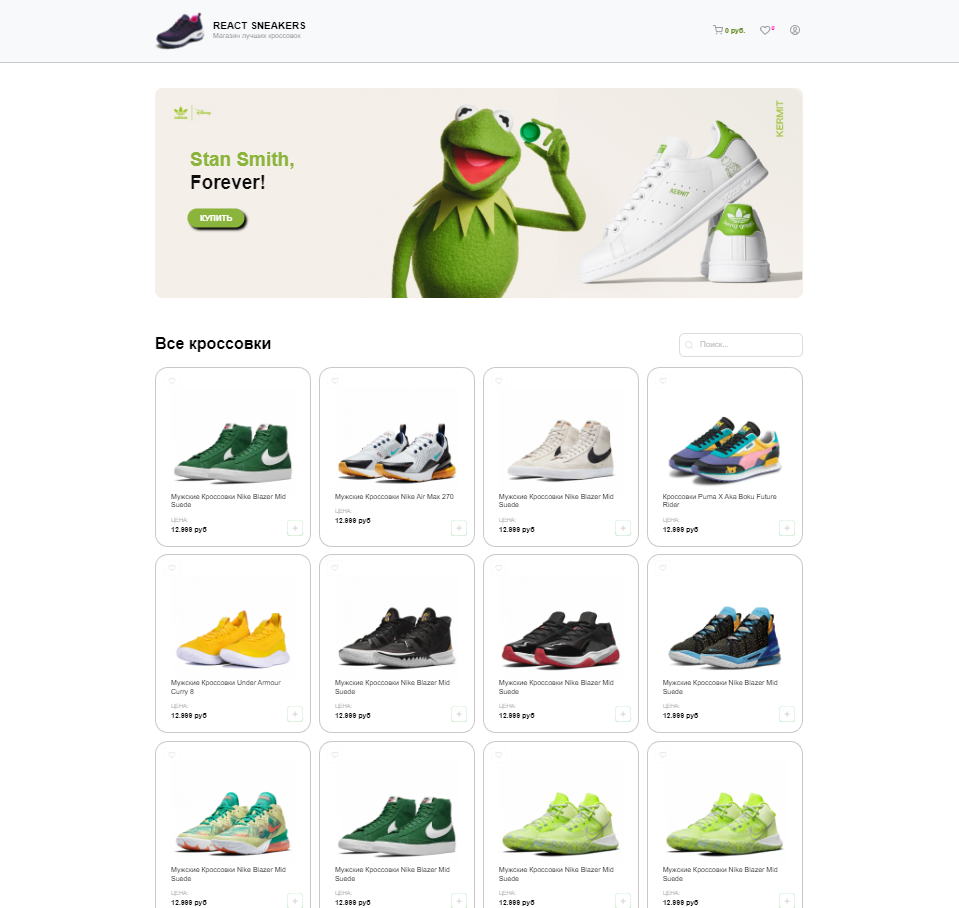 REACT SNEAKERS
Магазин лучших кроссовок
0 руб.
0
Stan Smith,
Forever!
КУПИТЬ
KERMIT
KERMIT
Все кроссовки
Поиск...
Мужские Кроссовки Nike Blazer Mid
Suede
ЦЕНА:
12.999 руб
Мужские Кроссовки Nike Air Max 270
ЦЕНА:
12.999 руб
Мужские Кроссовки Nike Blazer Mid
Suede
ЦЕНА:
12.999 руб
Кроссовки Puma X Aka Boku Future
Rider
ЦЕНА:
12.999 руб
Мужские Кроссовки Under Armour
Curry 8
ЦЕНА:
12.999 руб
Мужские Кроссовки Nike Blazer Mid
Suede
ЦЕНА:
12.999 руб
Мужские Кроссовки Nike Blazer Mid
Suede
ЦЕНА:
12.999 руб
Мужские Кроссовки Nike Blazer Mid
Suede
ЦЕНА:
12.999 руб
Мужские Кроссовки Nike Blazer Mid
Suede
ЦЕНА:
12.999 руб
Мужские Кроссовки Nike Blazer Mid
Suede
ЦЕНА:
12.999 руб
Мужские Кроссовки Nike Blazer Mid
Suede
ЦЕНА:
12.999 руб
Мужские Кроссовки Nike Blazer Mid
Suede
ЦЕНА:
12.999 руб